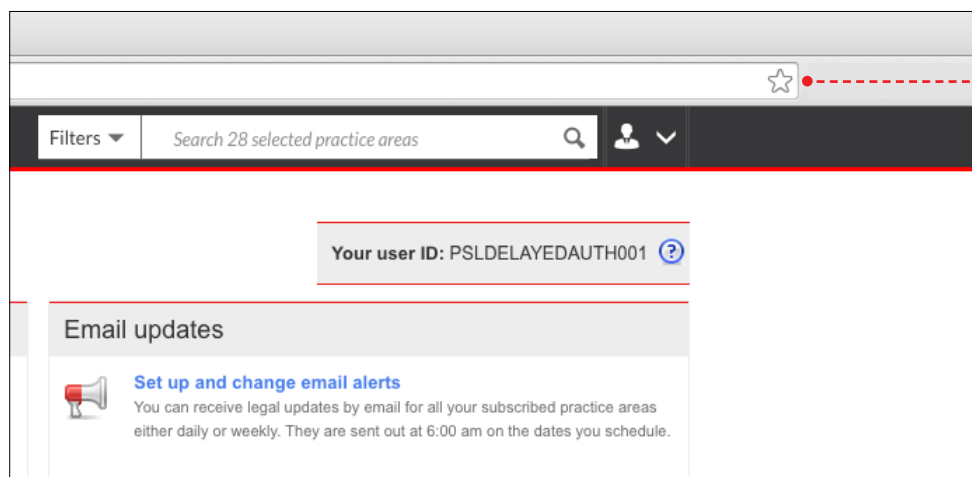 Filters Search 28 selected practice areas
Your user ID: PSLDELAYEDAUTH001 ?
Email updates
Set up and change email alerts
You can receive legal updates by email for all your subscribed practice areas
either daily or weekly. They are sent out at 6:00 am on the dates you schedule.